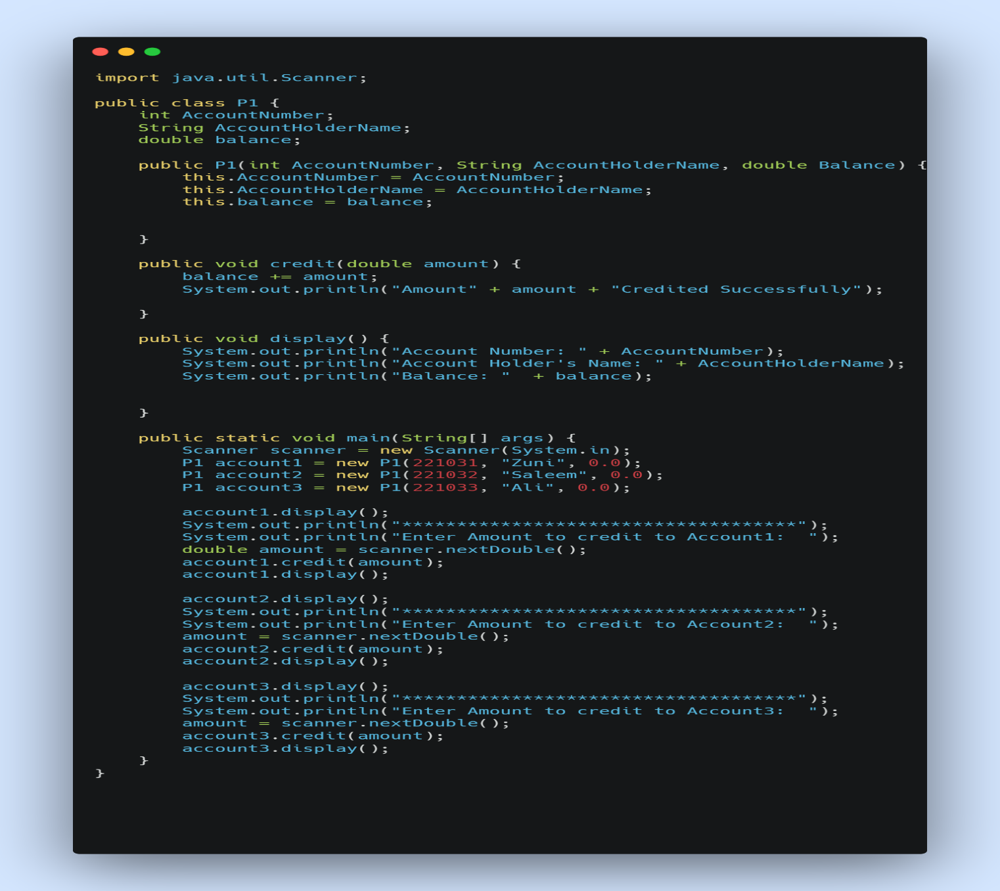 import java.util.Scanner;
public class P1 {
int AccountNumber;
String AccountHolderName;
double balance;
public P1(int AccountNumber, String AccountHolderName, double Balance) {
this.AccountNumber = AccountNumber;
this.AccountHolderName = AccountHolderName;
this.balance = balance;
}
public void credit(double amount) {
balance += amount;
System.out.println("Amount" + amount + "Credited Successfully");
}
public void display() {
System.out.println("Account Number: " + AccountNumber);
System.out.println("Account Holder's Name: " + AccountHolderName);
System.out.println("Balance: "  + balance);
}
public static void main(String[] args) {
Scanner scanner = new Scanner(System.in);
P1 account1 = new P1(221031, "Zuni", 0.0);
P1 account2 = new P1(221032, "Saleem", 0.0);
P1 account3 = new P1(221033, "Ali", 0.0);
account1.display();
System.out.println("************************************");
System.out.println("Enter Amount to credit to Account1:  ");
double amount = scanner.nextDouble();
account1.credit(amount);
account1.display();
account2.display();
System.out.println("************************************");
System.out.println("Enter Amount to credit to Account2:  ");
amount = scanner.nextDouble();
account2.credit(amount);
account2.display();
account3.display();
System.out.println("************************************");
System.out.println("Enter Amount to credit to Account3:  ");
amount = scanner.nextDouble();
account3.credit(amount);
account3.display();
}
}